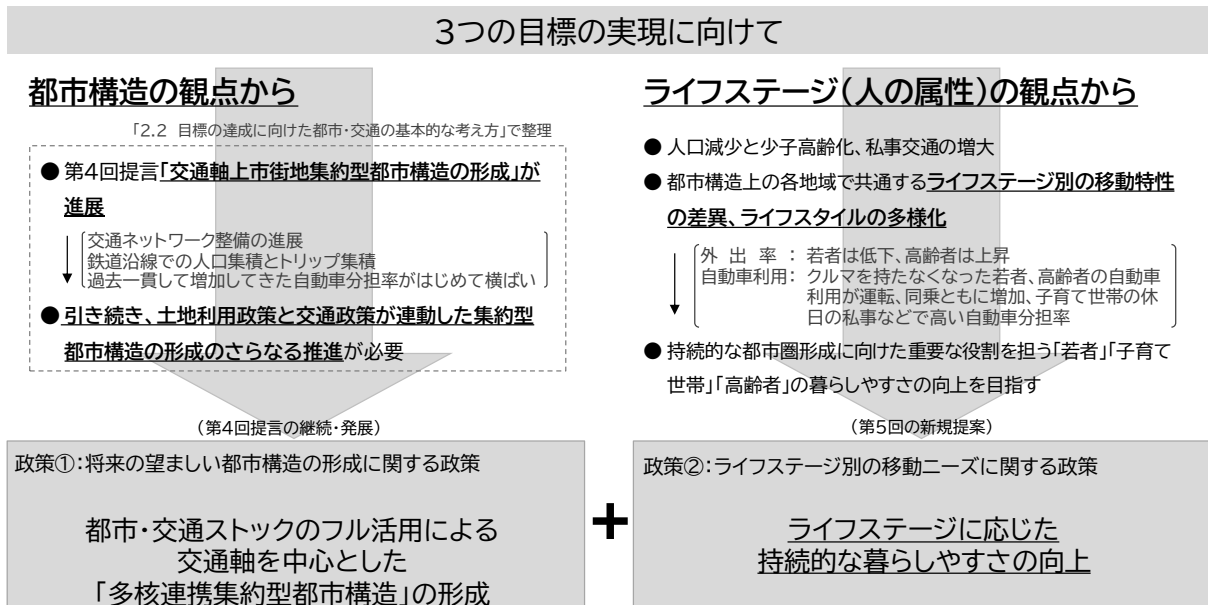 3つの目標の実現に向けて
都市構造の観点から
「2.2 目標の達成に向けた都市・交通の基本的な考え方」で整理
●第4回提言「交通軸上市街地集約型都市構造の形成」が
進展
交通ネットワーク整備の進展
鉄道沿線での人口集積とトリップ集積
過去一貫して増加してきた自動車分担率がはじめて横ばい
●引き続き、土地利用政策と交通政策が連動した集約型
都市構造の形成のさらなる推進が必要
(第4回提言の継続・発展)
政策①:将来の望ましい都市構造の形成に関する政策
都市・交通ストックのフル活用による
交通軸を中心とした
「多核連携集約型都市構造」の形成
+
ライフステージ(人の属性)の観点から
●人口減少と少子高齢化、私事交通の増大
●都市構造上の各地域で共通するライフステージ別の移動特性
の差異、ライフスタイルの多様化
外出率:若者は低下、高齢者は上昇
自動車利用:クルマを持たなくなった若者、高齢者の自動車
利用が運転、同乗ともに増加、子育て世帯の休
日の私事などで高い自動車分担率
●持続的な都市圏形成に向けた重要な役割を担う「若者」「子育て
世帯」「高齢者」の暮らしやすさの向上を目指す
(第5回の新規提案)
政策②:ライフステージ別の移動ニーズに関する政策
ライフステージに応じた
持続的な暮らしやすさの向上